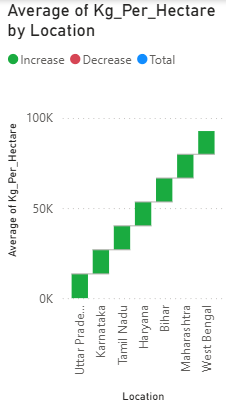 Average of Kg_Per_Hectare
by Location
Increase Decrease Total
100K
50K
0K
Average of Kg_Per_Hectare
Uttar Prade...
Karnataka
Tamil Nadu
Haryana
Bihar
Maharashtra
West Bengal
Location